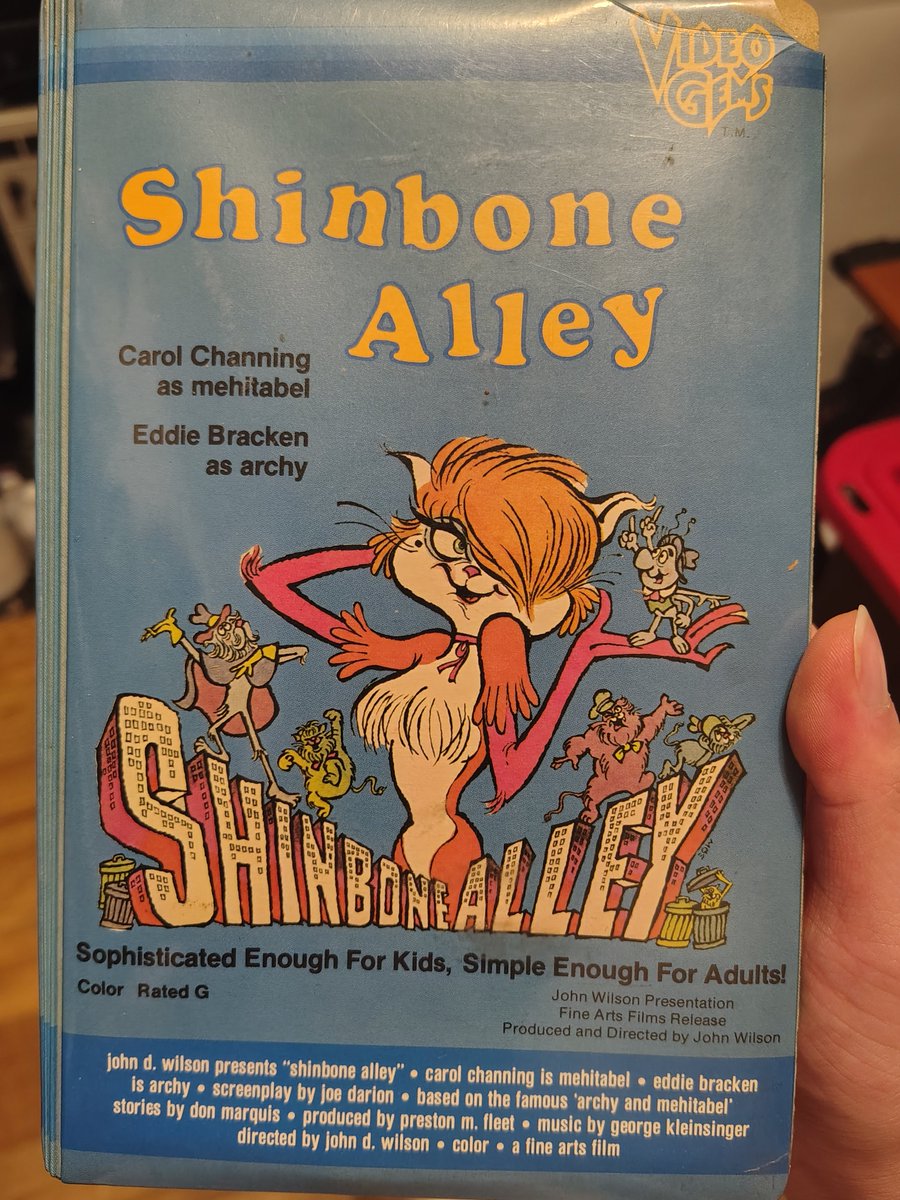 VIDEO
GEMS
T.M.
Shinbone
Alley
Carol Channing
as mehitabel
Eddie Bracken
as archy
SHINBONE ALLEY
Sophisticated Enough For Kids, Simple Enough For Adults!
Color Rated G
John Wilson Presentation
Fine Arts Films Release
Produced and Directed by John Wilson
john d. wilson presents "shinbone alley" • carol channing is mehitabel • eddie bracken
is archy • screenplay by joe darion • based on the famous 'archy and mehitabel'
stories by don marquis • produced by preston m. fleet • music by george kleinsinger
directed by john d. wilson • color • a fine arts film